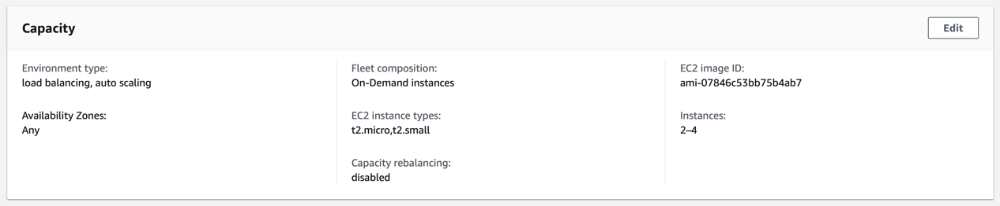 Capacity
Edit
Environment type:
load balancing, auto scaling
Availability Zones:
Any
Fleet composition:
On-Demand instances
EC2 instance types:
t2.micro,t2.small
Capacity rebalancing:
disabled
EC2 image ID:
ami-07846c53bb75b4ab7
Instances:
2–4